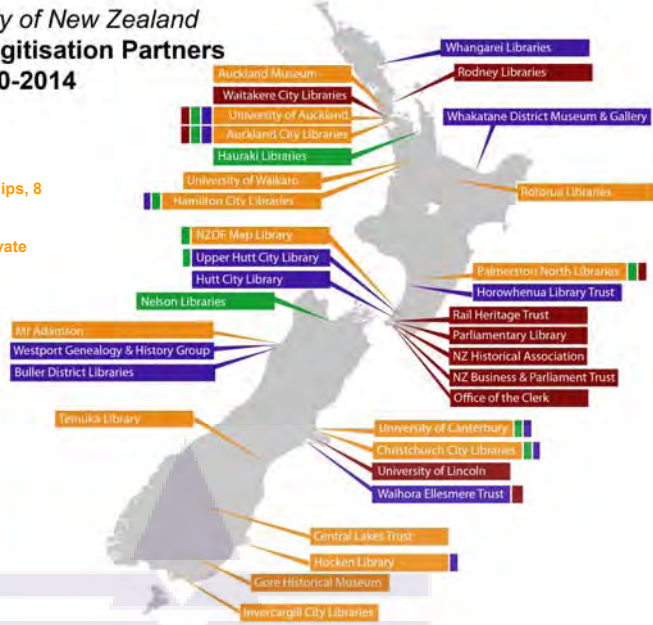 y of New Zealand
gitisation Partners
0-2014
ips, 8
vate
Whangarei Libraries
Auckland Museum
Rodney Libraries
Waitakere City Libraries
University of Auckland
Whakatane District Museum & Gallery
Auckland City Libraries
Hauraki Libraries
University of Waikato
Rotorua Libraries
Hamilton City Libraries
NZDF Map Library
Upper Hutt City Library
Palmerston North Libraries
Hutt City Library
Horowhenua Library Trust
Nelson Libraries
Rail Heritage Trust
Mr Adamson
Parliamentary Library
Westport Genealogy & History Group
NZ Historical Association
Buller District Libraries
NZ Business & Parliament Trust
Office of the Clerk
Temuka Library
University of Canterbury
Christchurch City Libraries
University of Lincoln
Waihora Ellesmere Trust
Central Lakes Trust
Hocken Library
Gore Historical Museum
Invercargill City Libraries